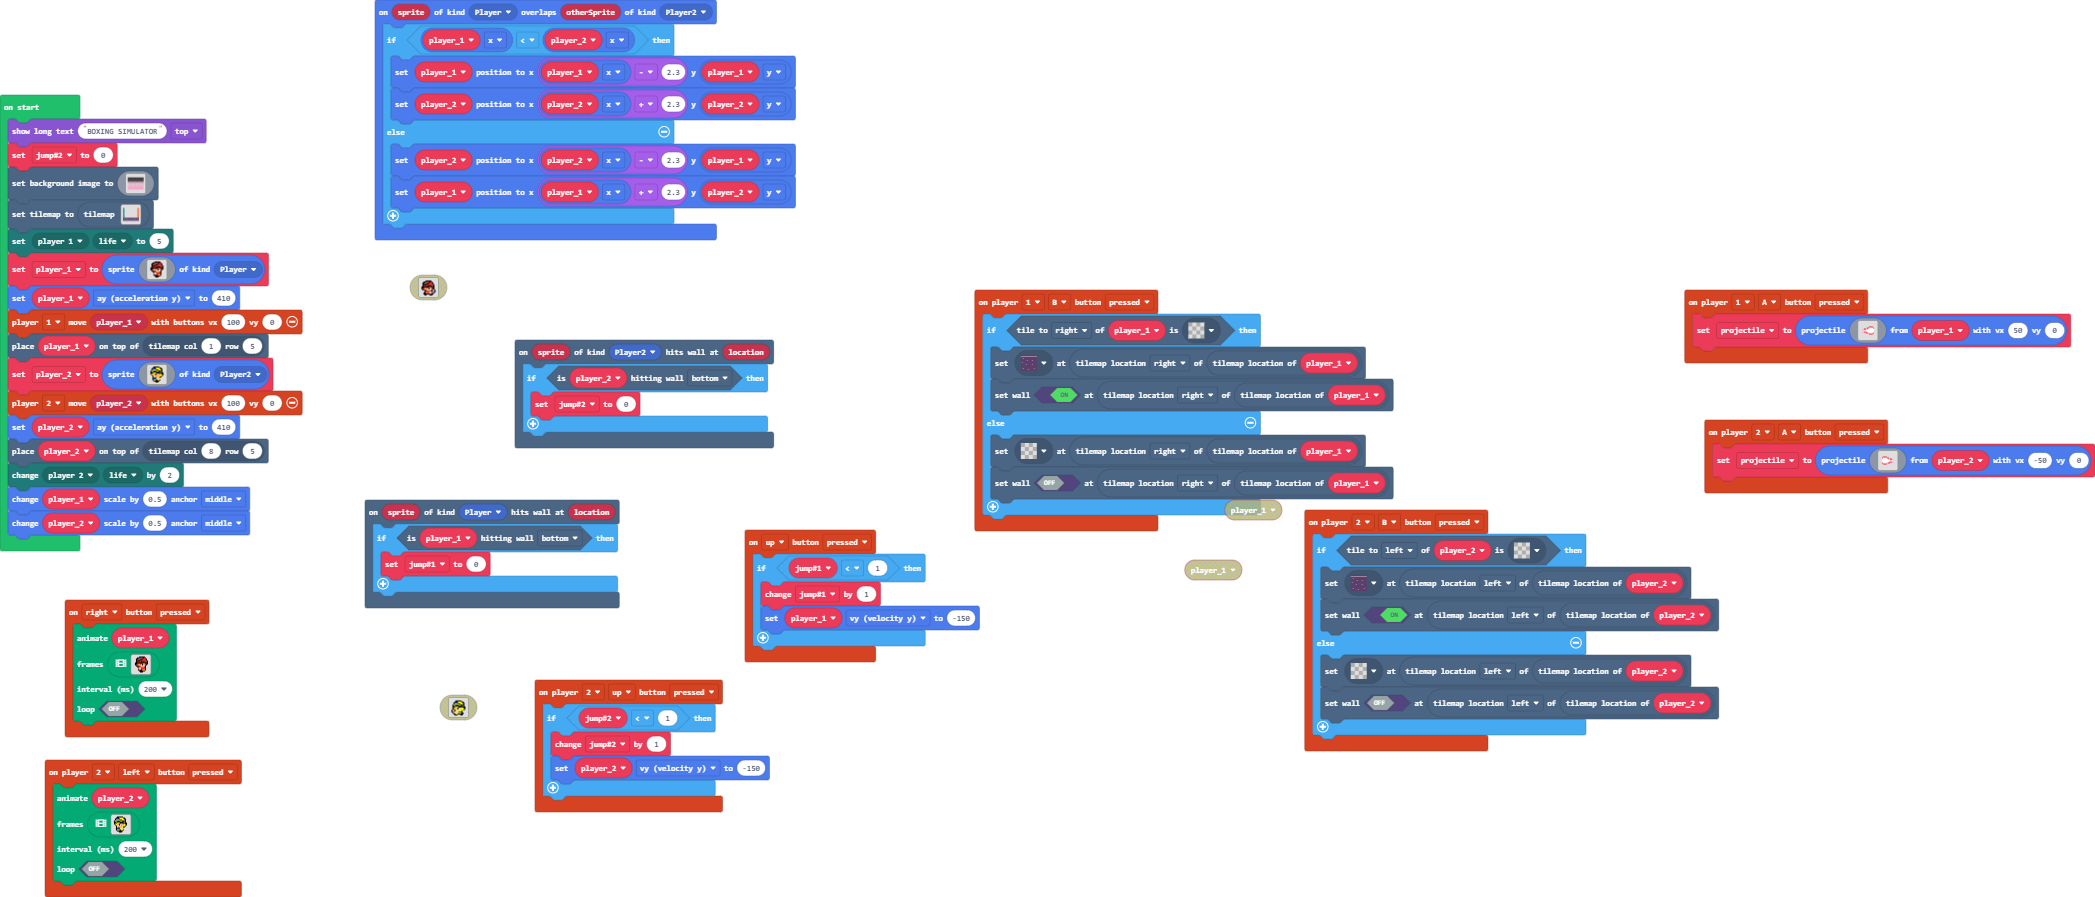 on start
show long text "BOXING SIMULATOR" top
set jump#2 to 0
set background image to
set tilemap to tilemap
set player 1 life to 5
set player_1 to sprite of kind Player
set player_1 ay (acceleration y) to 410
player 1 move player_1 with buttons vx 100 vy 0
place player_1 on top of tilemap col 1 row 5
set player_2 to sprite of kind Player2
player 2 move player_2 with buttons vx 100 vy 0
set player_2 ay (acceleration y) to 410
place player_2 on top of tilemap col 8 row 5
change player 2 life by 2
change player_1 scale by 0.5 anchor middle
change player_2 scale by 0.5 anchor middle
on right button pressed
animate player_1
frames
interval (ms) 200
loop OFF
on player 2 left button pressed
animate player_2
frames
interval (ms) 200
loop OFF
on sprite of kind Player overlaps otherSprite of kind Player2
if player_1 x < player_2 x then
set player_1 position to x player_1 x - 2.3 y player_1 y
set player_2 position to x player_2 x + 2.3 y player_2 y
else
set player_2 position to x player_2 x - 2.3 y player_1 y
set player_1 position to x player_1 x + 2.3 y player_2 y
on sprite of kind Player2 hits wall at location
if is player_2 hitting wall bottom then
set jump#2 to 0
on sprite of kind Player hits wall at location
if is player_1 hitting wall bottom then
set jump#1 to 0
on up button pressed
if jump#1 < 1 then
change jump#1 by 1
set player_1 vy (velocity y) to -150
on player 2 up button pressed
if jump#2 < 1 then
change jump#2 by 1
set player_2 vy (velocity y) to -150
on player 1 B button pressed
if tile to right of player_1 is then
set at tilemap location right of tilemap location of player_1
set wall ON at tilemap location right of tilemap location of player_1
else
set at tilemap location right of tilemap location of player_1
set wall OFF at tilemap location right of tilemap location of player_1
player_1
player_1
on player 2 B button pressed
if tile to left of player_2 is then
set at tilemap location left of tilemap location of player_2
set wall ON at tilemap location left of tilemap location of player_2
else
set at tilemap location left of tilemap location of player_2
set wall OFF at tilemap location left of tilemap location of player_2
on player 1 A button pressed
set projectile to projectile from player_1 with vx 50 vy 0
on player 2 A button pressed
set projectile to projectile from player_2 with vx -50 vy 0